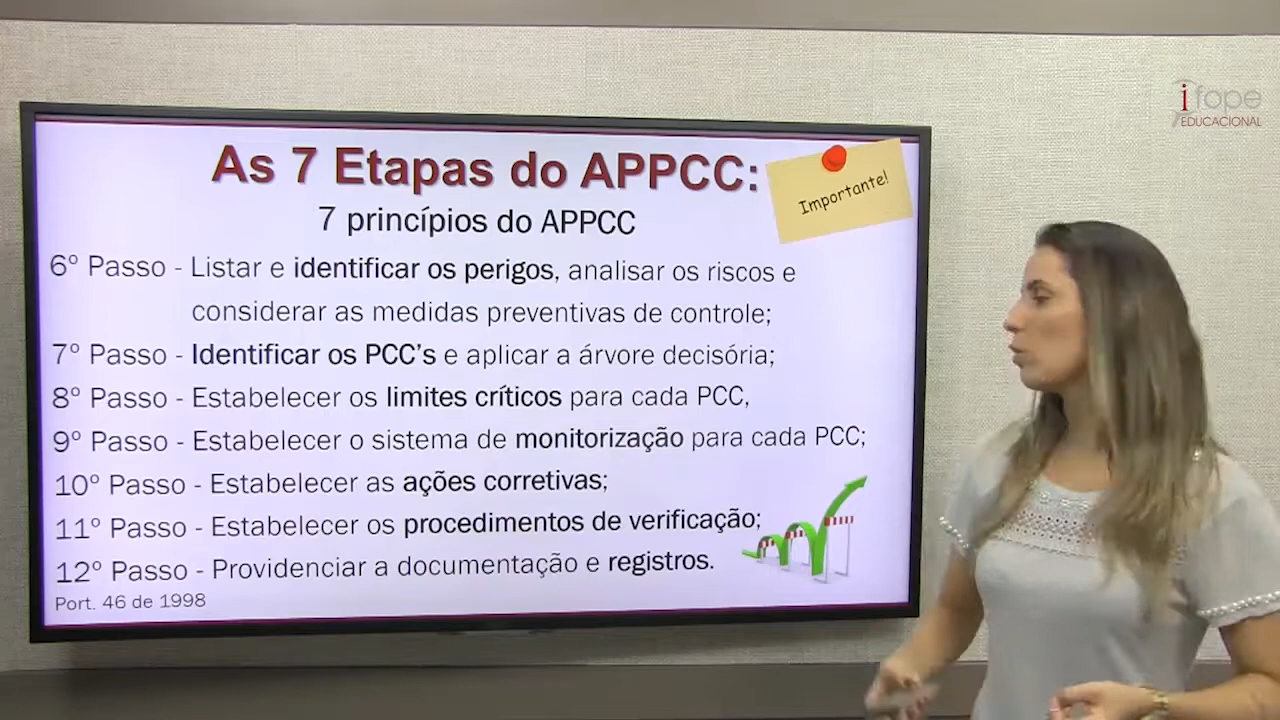 As 7 Etapas do APPCC:
Importante!
7 princípios do APPCC
6º Passo - Listar e identificar os perigos, analisar os riscos e
considerar as medidas preventivas de controle;
7º Passo - Identificar os PCC's e aplicar a árvore decisória;
8º Passo - Estabelecer os limites críticos para cada PCC,
9º Passo - Estabelecer o sistema de monitorização para cada PCC;
10º Passo - Estabelecer as ações corretivas;
11º Passo - Estabelecer os procedimentos de verificação;
12º Passo - Providenciar a documentação e registros.
Port. 46 de 1998
ifope
EDUCACIONAL